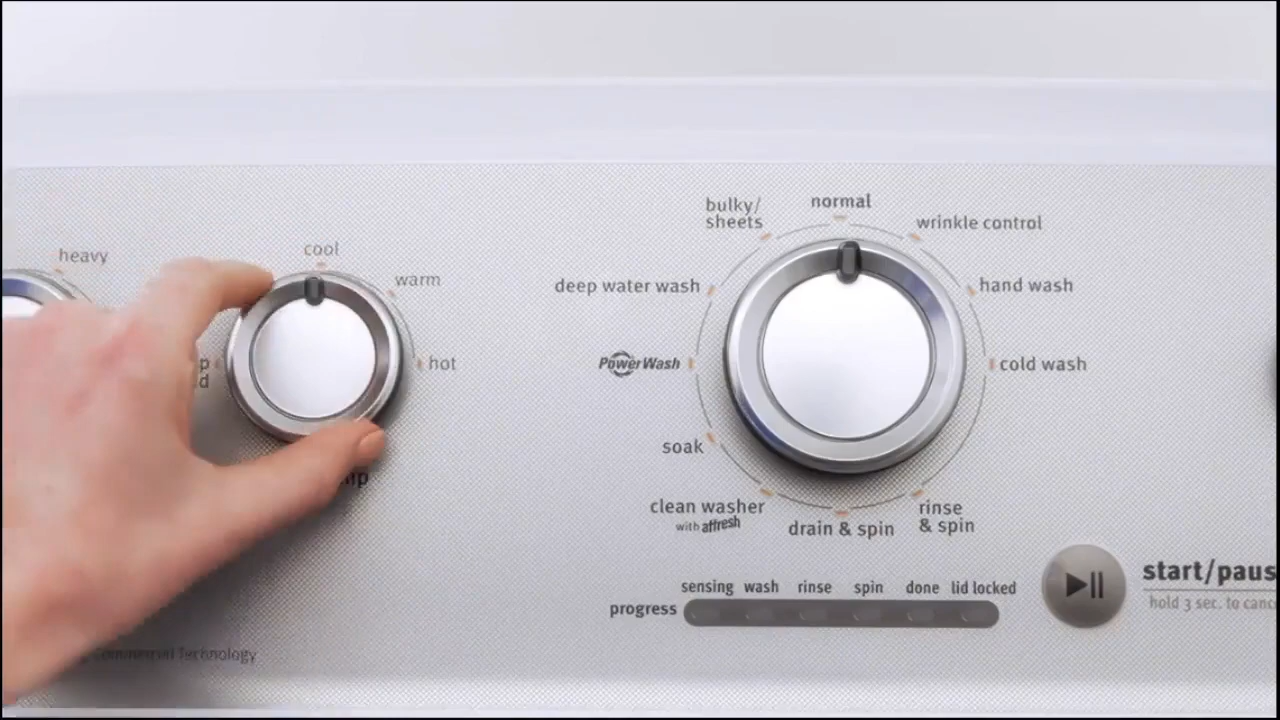 heavy
cool
warm
hot
normal
bulky/
sheets
wrinkle control
deep water wash
hand wash
PowerWash
cold wash
soak
clean washer
with affresh
drain & spin
rinse
& spin
sensing wash rinse spin done lid locked
progress
start/paus
hold 3 sec. to canc
Commercial Technology